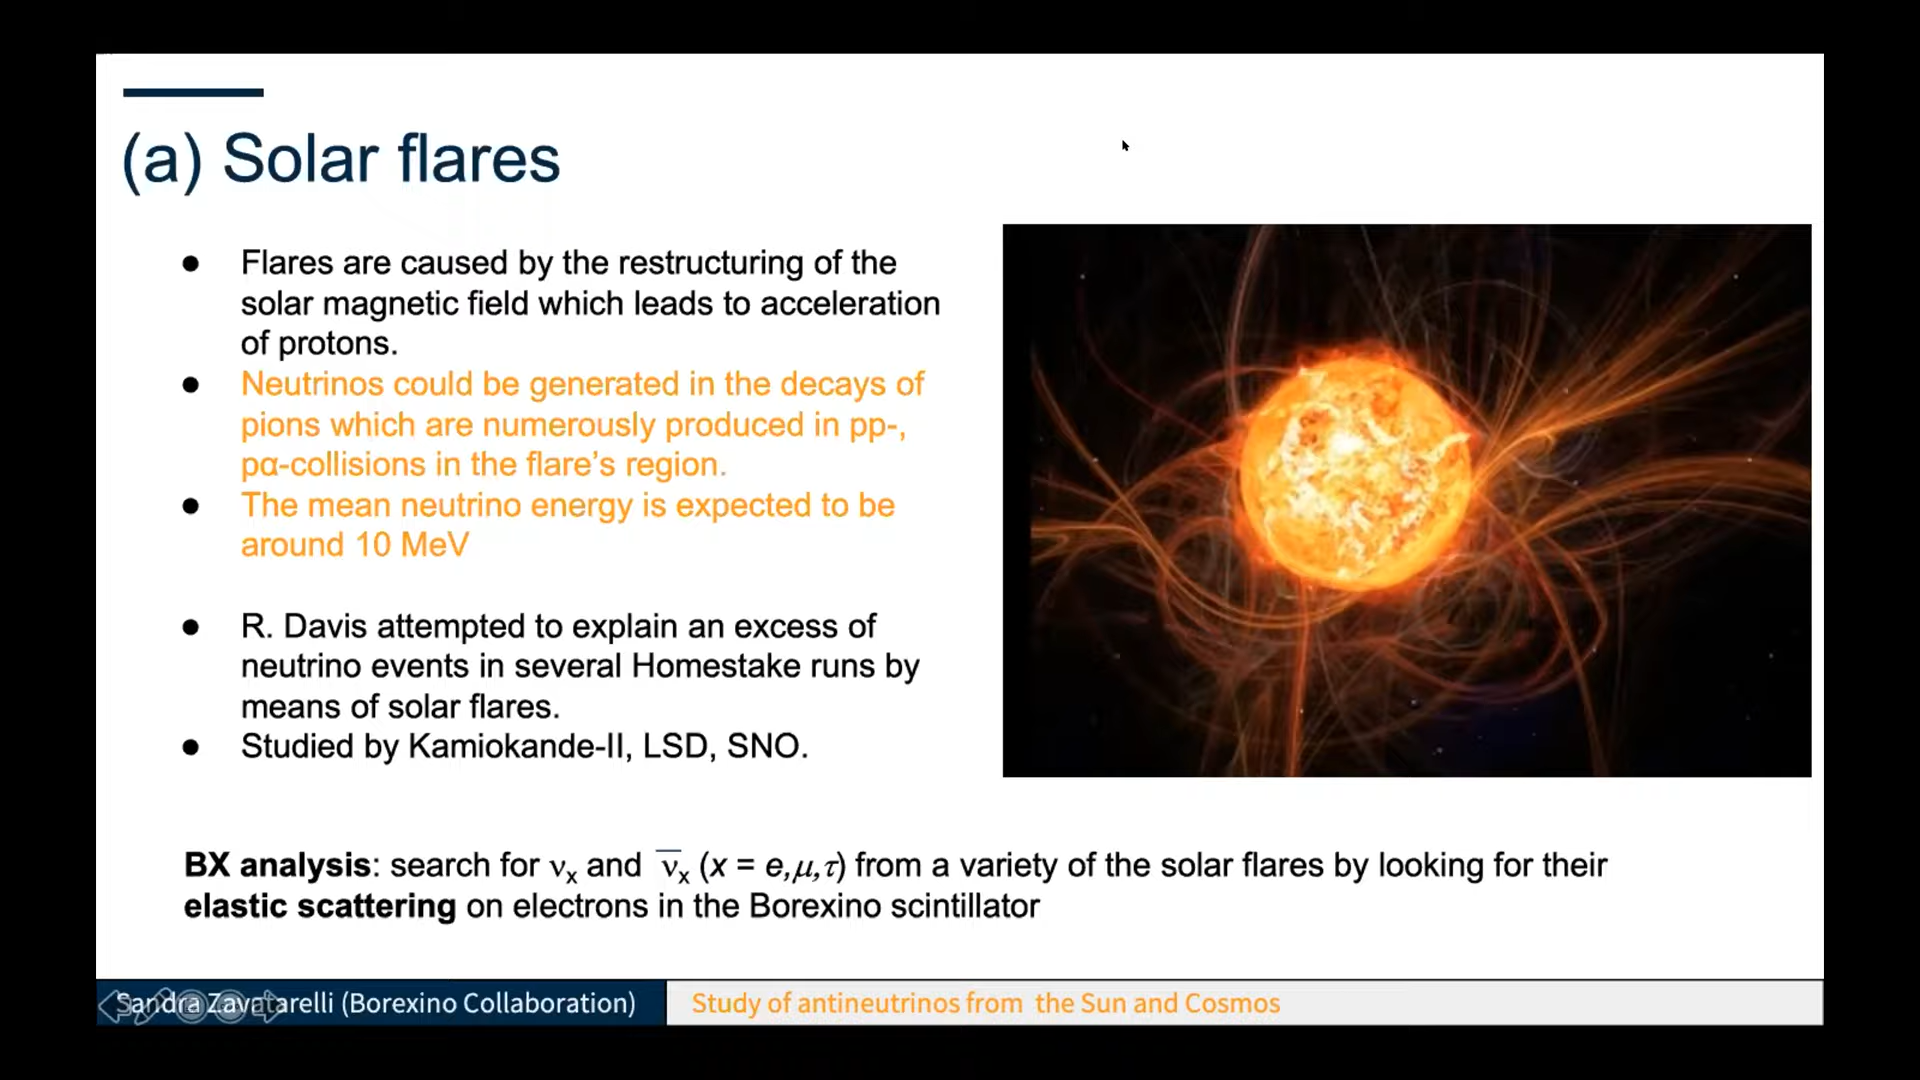 (a) Solar flares
● Flares are caused by the restructuring of the
solar magnetic field which leads to acceleration
of protons.
● Neutrinos could be generated in the decays of
pions which are numerously produced in pp-,
pα-collisions in the flare’s region.
● The mean neutrino energy is expected to be
around 10 MeV
● R. Davis attempted to explain an excess of
neutrino events in several Homestake runs by
means of solar flares.
● Studied by Kamiokande-II, LSD, SNO.
BX analysis: search for νx and ν̅x (x = e,μ,τ) from a variety of the solar flares by looking for their
elastic scattering on electrons in the Borexino scintillator
Sandra Zavatarelli (Borexino Collaboration)
Study of antineutrinos from the Sun and Cosmos